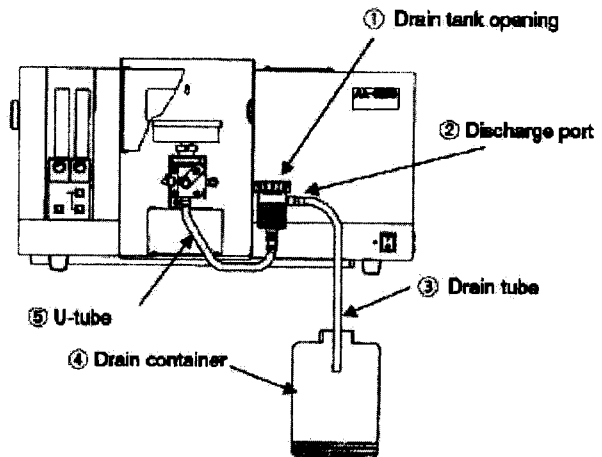 ① Drain tank opening
② Discharge port
③ Drain tube
⑤ U-tube
④ Drain container